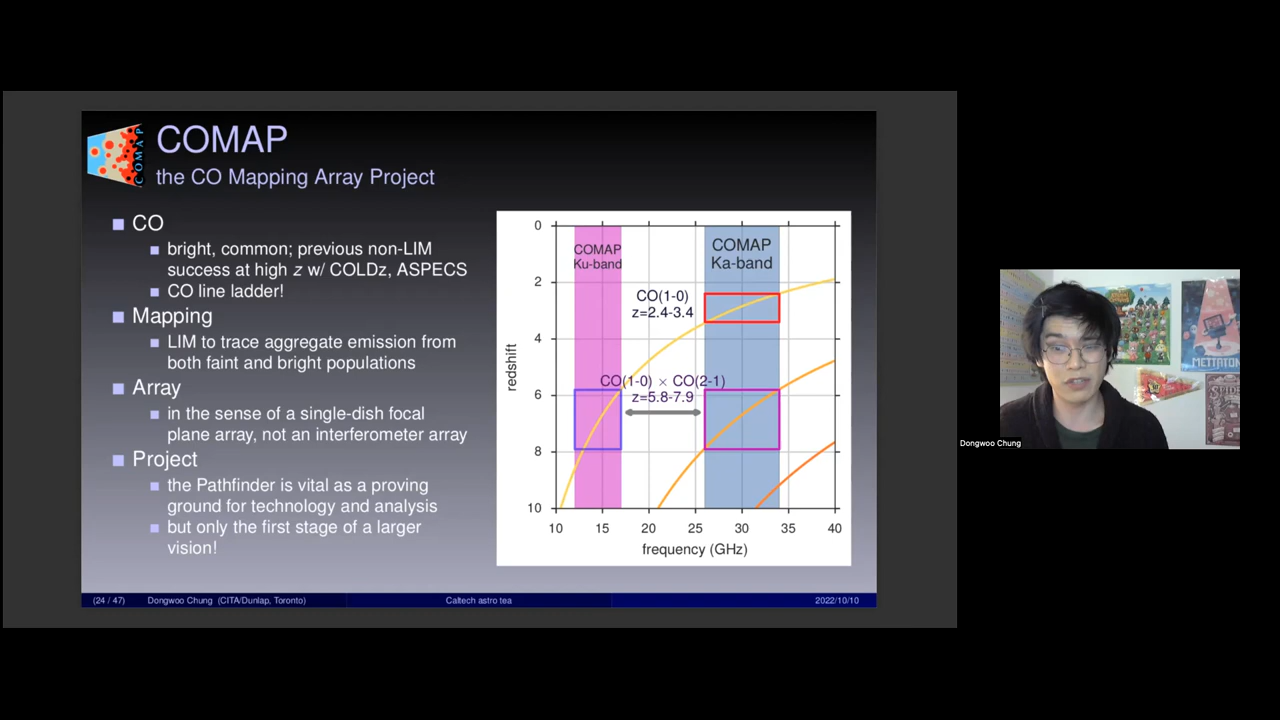 COMAP
COMAP
the CO Mapping Array Project
CO
bright, common; previous non-LIM
success at high z w/ COLDz, ASPECS
CO line ladder!
Mapping
LIM to trace aggregate emission from
both faint and bright populations
Array
in the sense of a single-dish focal
plane array, not an interferometer array
Project
the Pathfinder is vital as a proving
ground for technology and analysis
but only the first stage of a larger
vision!
COMAP
Ku-band
COMAP
Ka-band
CO(1-0)
z=2.4-3.4
CO(1-0) × CO(2-1)
z=5.8-7.9
redshift
0
2
4
6
8
10
10
15
20
25
30
35
40
frequency (GHz)
(24 / 47)
Dongwoo Chung (CITA/Dunlap, Toronto)
Caltech astro tea
2022/10/10
METTATON
Dongwoo Chung